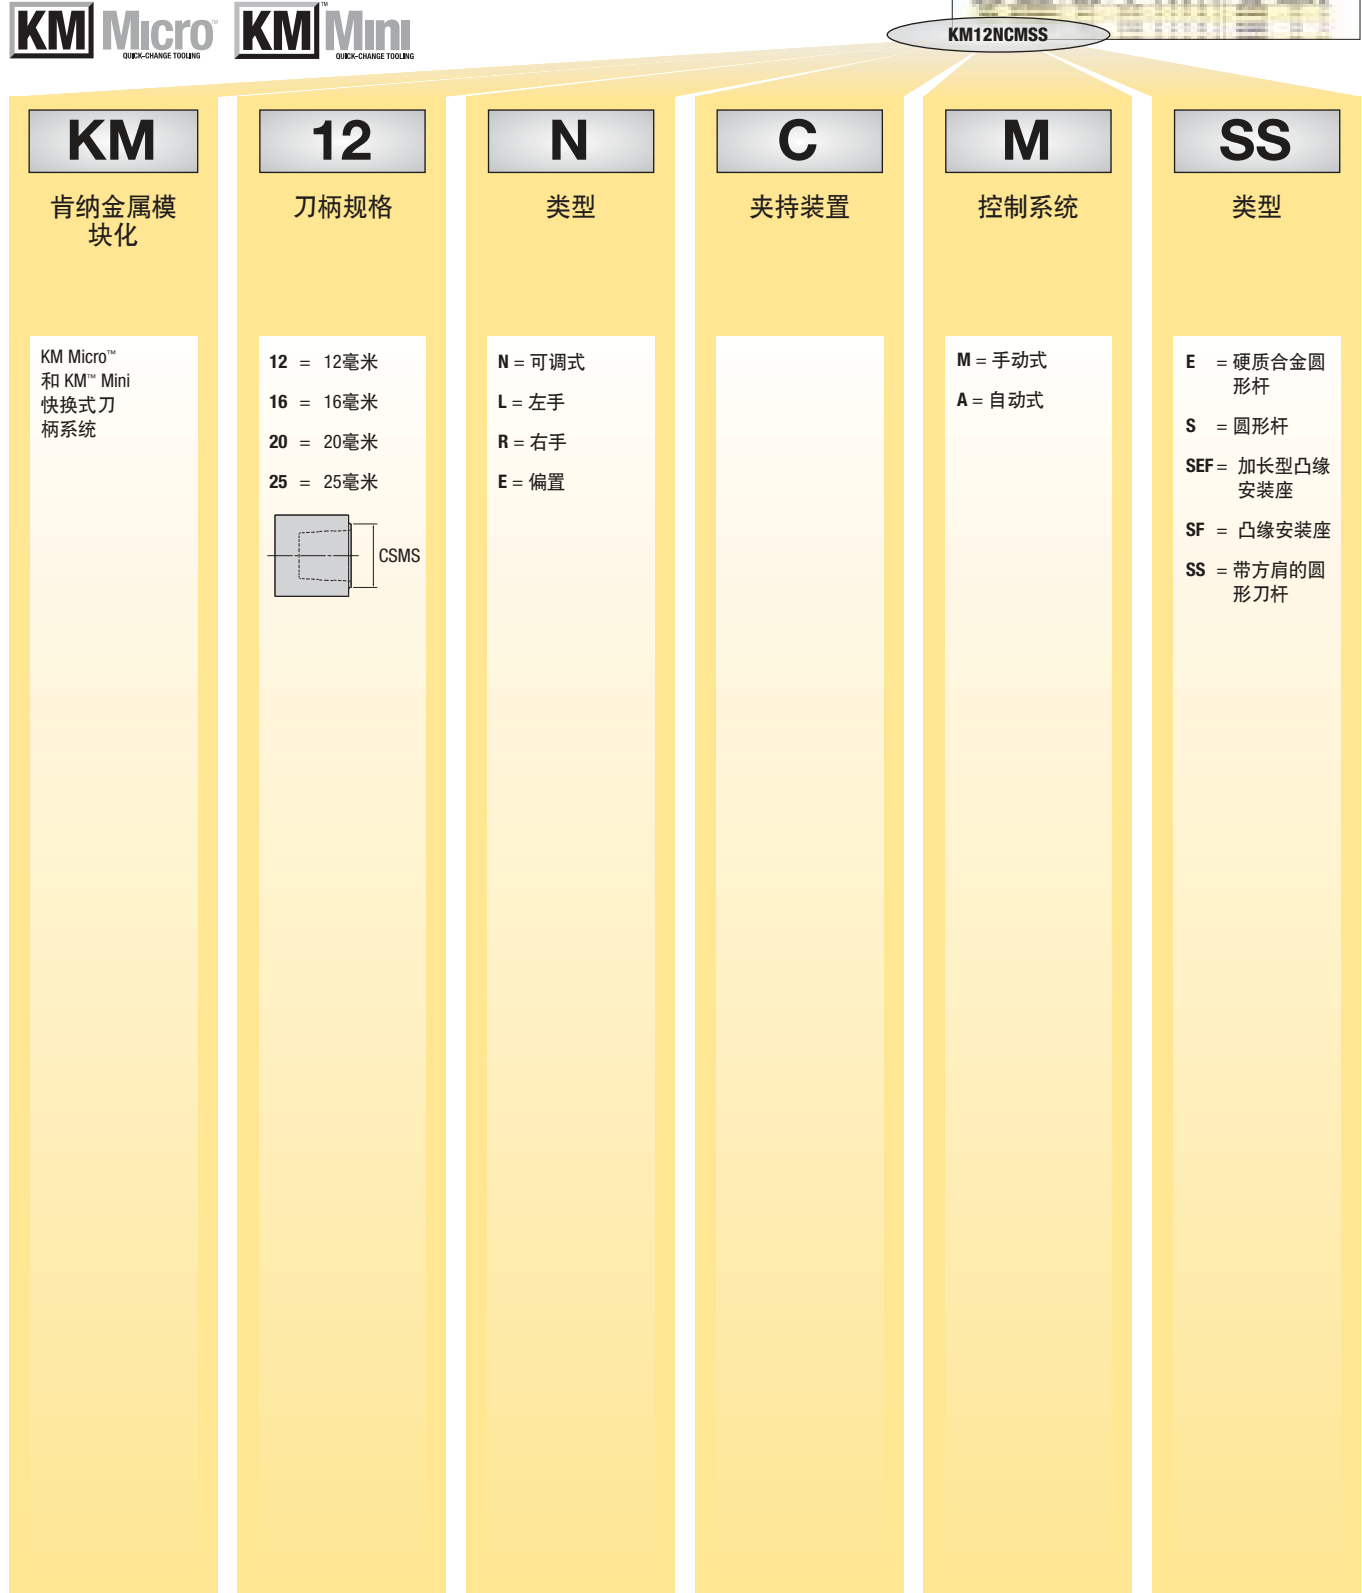 KM Micro™
QUICK-CHANGE TOOLING
KM™ Mini
QUICK-CHANGE TOOLING
KM12NCMSS
KM
肯纳金属模
块化
KM Micro™
和 KM™ Mini
快换式刀
柄系统
12
刀柄规格
12 = 12毫米
16 = 16毫米
20 = 20毫米
25 = 25毫米
CSMS
N
类型
N = 可调式
L = 左手
R = 右手
E = 偏置
C
夹持装置
M
控制系统
M = 手动式
A = 自动式
SS
类型
E = 硬质合金圆
形杆
S = 圆形杆
SEF = 加长型凸缘
安装座
SF = 凸缘安装座
SS = 带方肩的圆
形刀杆